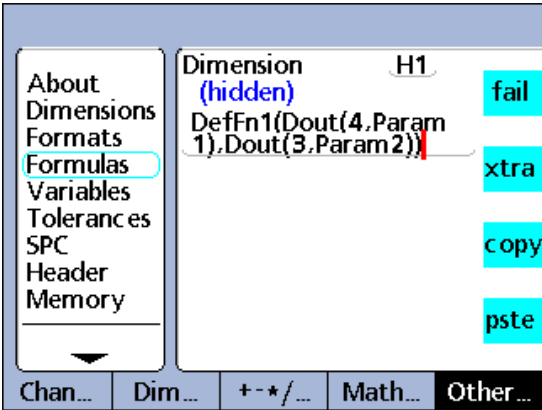 About
Dimensions
Formats
Formulas
Variables
Tolerances
SPC
Header
Memory
Dimension H1
(hidden)
DefFn1(Dout(4,Param
1),Dout(3,Param2))
fail
xtra
copy
pste
Chan... Dim... +-*/... Math... Other...